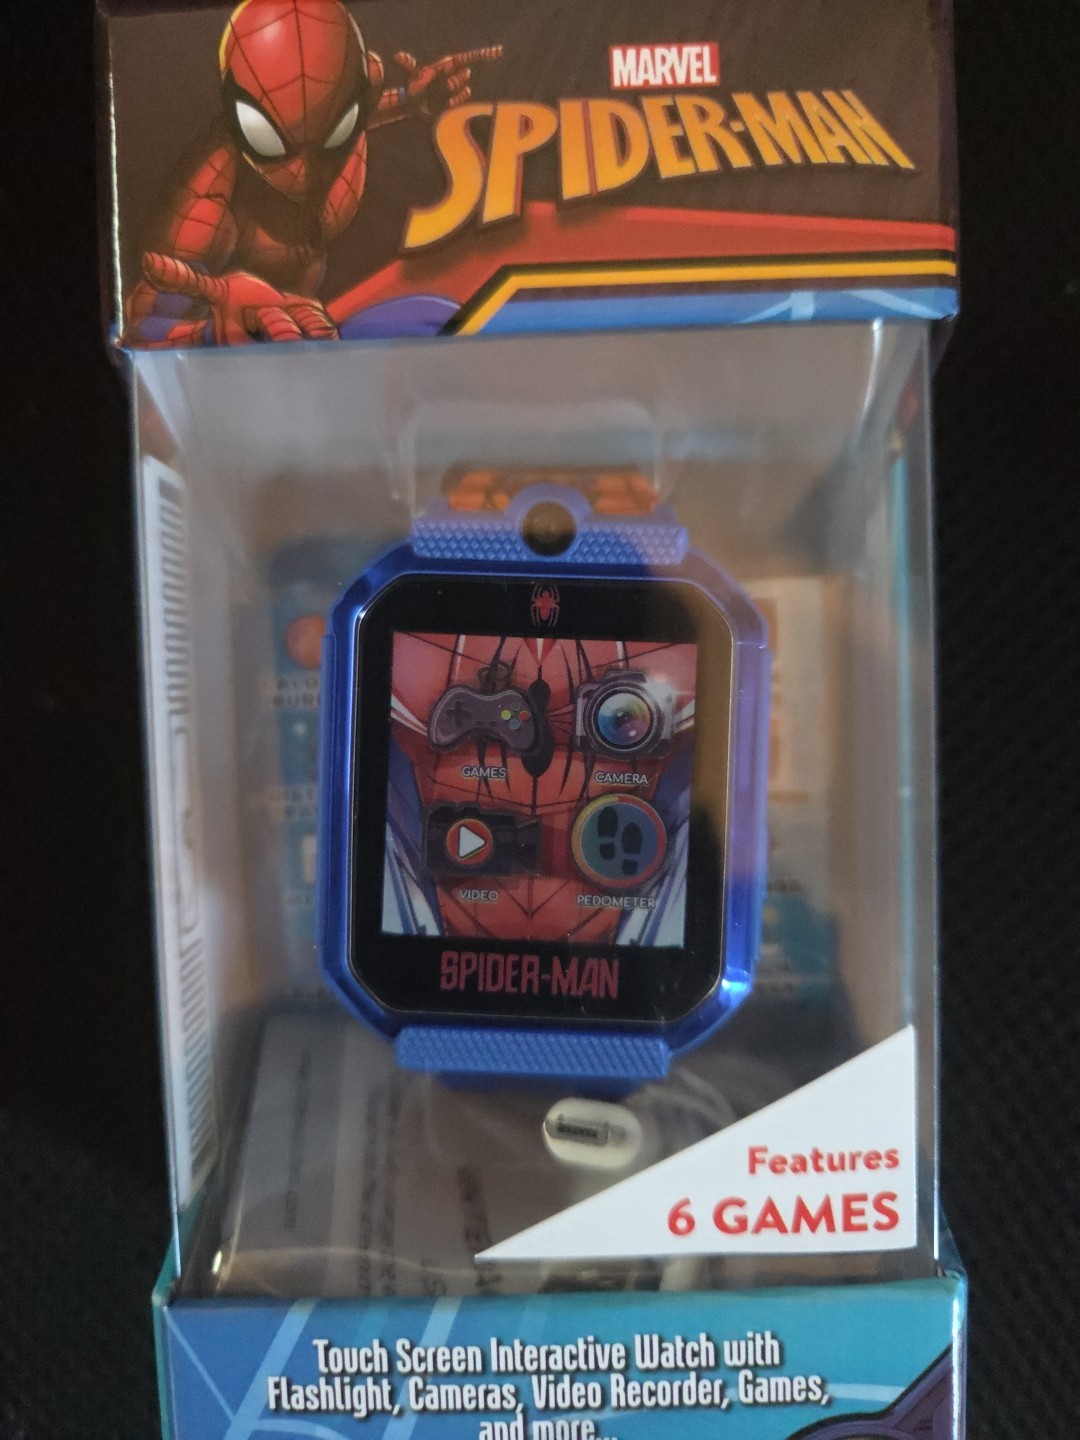 MARVEL
SPIDER-MAN
GAMES
CAMERA
VIDEO
PEDOMETER
SPIDER-MAN
Features
6 GAMES
Touch Screen Interactive Watch with
Flashlight, Cameras, Video Recorder, Games,
and more...